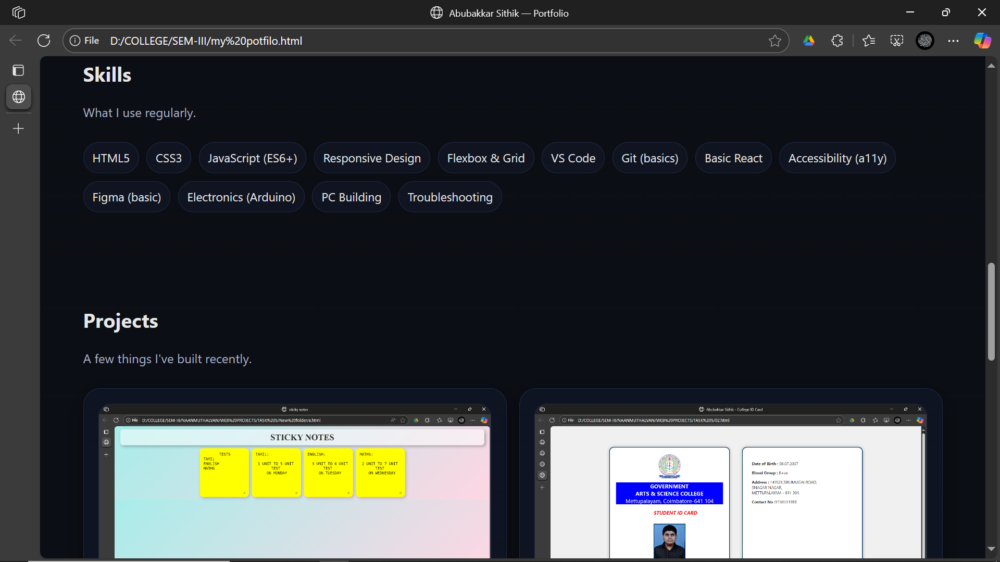 Abubakkar Sithik — Portfolio
File D:/COLLEGE/SEM-III/my%20potfilo.html
Skills
What I use regularly.
HTML5 CSS3 JavaScript (ES6+) Responsive Design Flexbox & Grid VS Code Git (basics) Basic React Accessibility (a11y)
Figma (basic) Electronics (Arduino) PC Building Troubleshooting
Projects
A few things I've built recently.
sticky notes
File D:/COLLEGE/SEM-III/NAANMUTHALVAN/WEB%20PROJECTS/TASK%205/New%20folder/a.html
STICKY NOTES
TESTS
TAMIL
ENGLISH
MATHS
TAMIL:
1 UNIT TO 5 UNIT
TEST
ON MONDAY
ENGLISH:
3 UNIT TO 6 UNIT
TEST
ON TUESDAY
MATHS:
2 UNIT TO 7 UNIT
TEST
ON WEDNESDAY
Abubakkar Sithik - College ID Card
File D:/COLLEGE/SEM-III/NAANMUTHALVAN/WEB%20PROJECTS/TASK%205/02.html
GOVERNMENT
ARTS & SCIENCE COLLEGE
Mettupalayam, Coimbatore-641 104
STUDENT ID CARD
Date of Birth : 06.07.2007
Blood Group : B+ve
Address : 147E2E,SIRUMUGAI ROAD,
SNAGAR NAGAR,
METTUPALAYAM - 641 301.
Contact No :9150531983